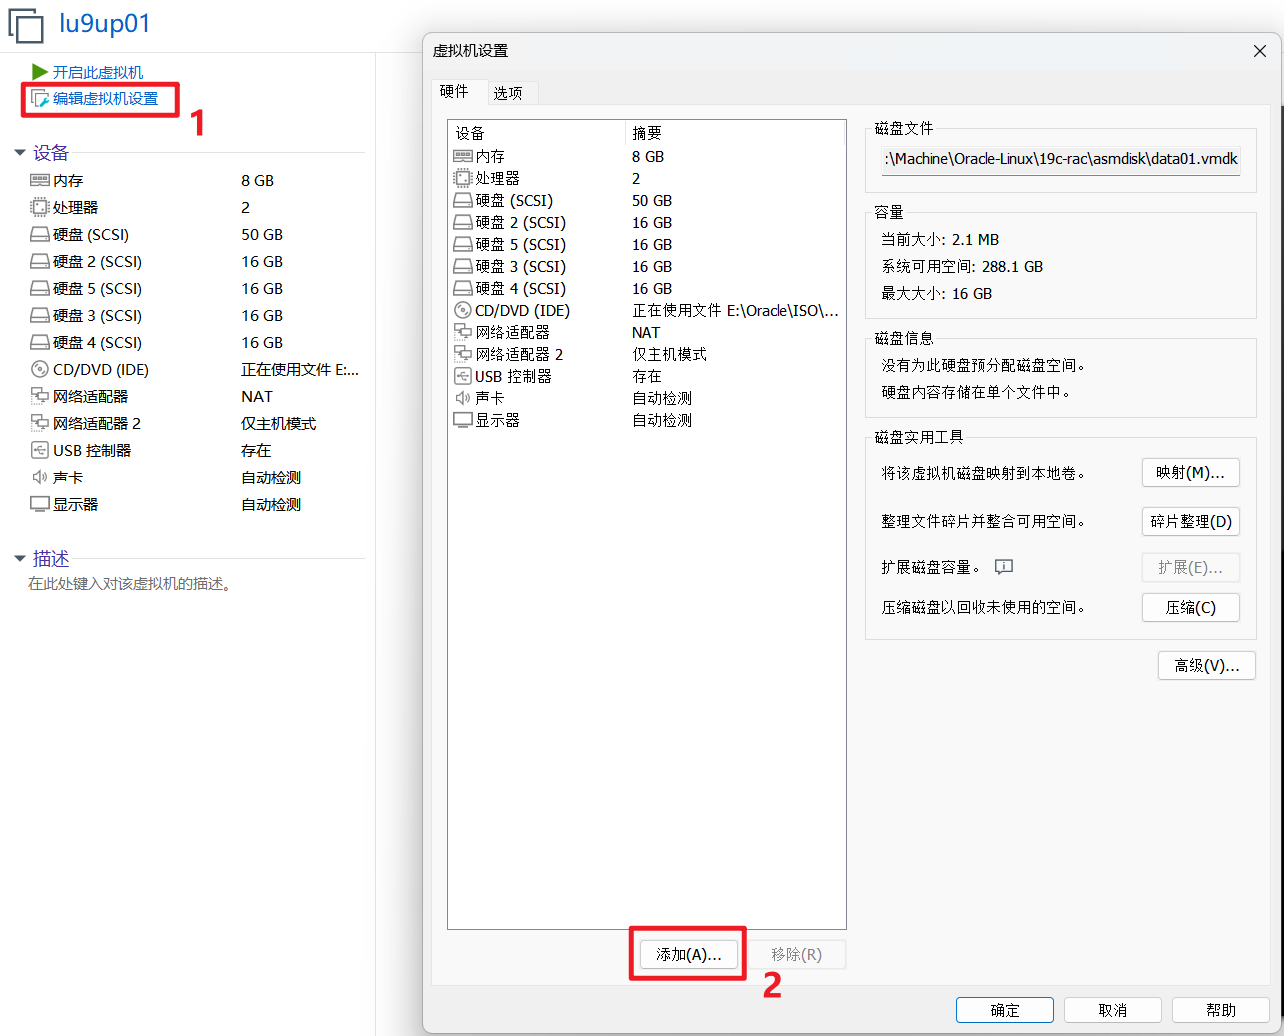 lu9up01
开启此虚拟机
编辑虚拟机设置
1
设备
内存 8 GB
处理器 2
硬盘 (SCSI) 50 GB
硬盘 2 (SCSI) 16 GB
硬盘 5 (SCSI) 16 GB
硬盘 3 (SCSI) 16 GB
硬盘 4 (SCSI) 16 GB
CD/DVD (IDE) 正在使用文件 E:...
网络适配器 NAT
网络适配器 2 仅主机模式
USB 控制器 存在
声卡 自动检测
显示器 自动检测
描述
在此处键入对该虚拟机的描述。
虚拟机设置
硬件 选项
设备 摘要
内存 8 GB
处理器 2
硬盘 (SCSI) 50 GB
硬盘 2 (SCSI) 16 GB
硬盘 5 (SCSI) 16 GB
硬盘 3 (SCSI) 16 GB
硬盘 4 (SCSI) 16 GB
CD/DVD (IDE) 正在使用文件 E:\Oracle\ISO\...
网络适配器 NAT
网络适配器 2 仅主机模式
USB 控制器 存在
声卡 自动检测
显示器 自动检测
添加(A)... 移除(R)
2
磁盘文件
:\Machine\Oracle-Linux\19c-rac\asmdisk\data01.vmdk
容量
当前大小: 2.1 MB
系统可用空间: 288.1 GB
最大大小: 16 GB
磁盘信息
没有为此硬盘预分配磁盘空间。
硬盘内容存储在单个文件中。
磁盘实用工具
将该虚拟机磁盘映射到本地卷。 映射(M)...
整理文件碎片并整合可用空间。 碎片整理(D)
扩展磁盘容量。 扩展(E)...
压缩磁盘以回收未使用的空间。 压缩(C)
高级(V)...
确定 取消 帮助